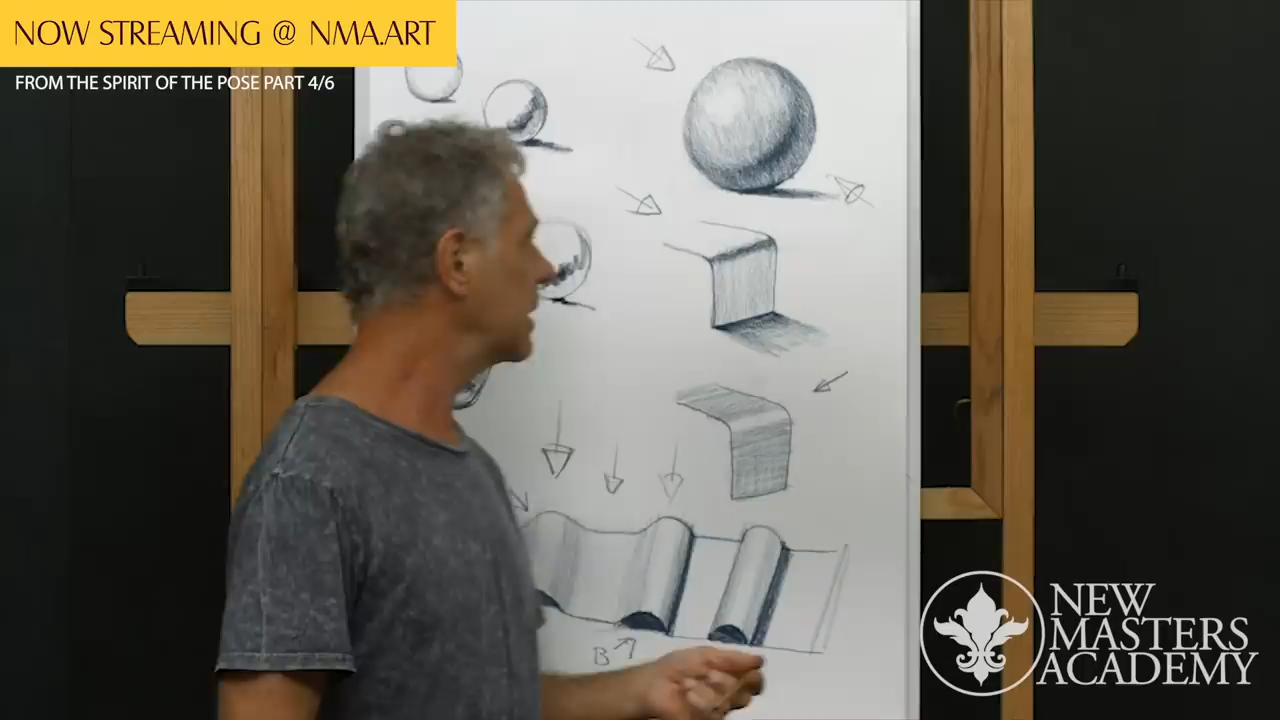 NOW STREAMING @ NMA.ART
FROM THE SPIRIT OF THE POSE PART 4/6
B
NEW
MASTERS
ACADEMY